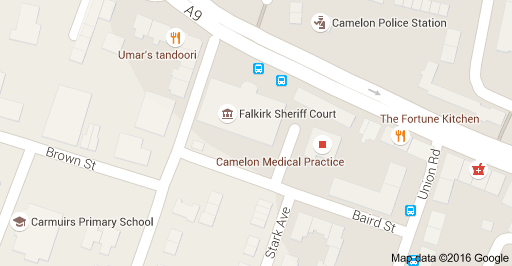 A9
Camelon Police Station
Umar's tandoori
Falkirk Sheriff Court
The Fortune Kitchen
Brown St
Camelon Medical Practice
Union Rd
Carmuirs Primary School
Stark Ave
Baird St
Map data ©2016 Google